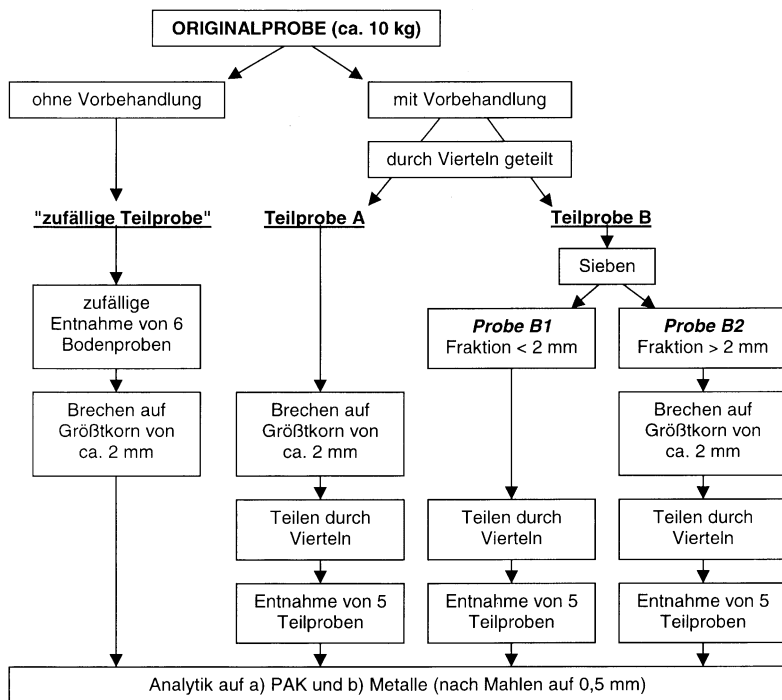 ORIGINALPROBE (ca. 10 kg)
ohne Vorbehandlung
mit Vorbehandlung
durch Vierteln geteilt
"zufällige Teilprobe"
Teilprobe A
Teilprobe B
Sieben
zufällige
Entnahme von 6
Bodenproben
Probe B1
Fraktion < 2 mm
Probe B2
Fraktion > 2 mm
Brechen auf
Größtkorn von
ca. 2 mm
Brechen auf
Größtkorn von
ca. 2 mm
Brechen auf
Größtkorn von
ca. 2 mm
Teilen durch
Vierteln
Teilen durch
Vierteln
Teilen durch
Vierteln
Entnahme von 5
Teilproben
Entnahme von 5
Teilproben
Entnahme von 5
Teilproben
Analytik auf a) PAK und b) Metalle (nach Mahlen auf 0,5 mm)